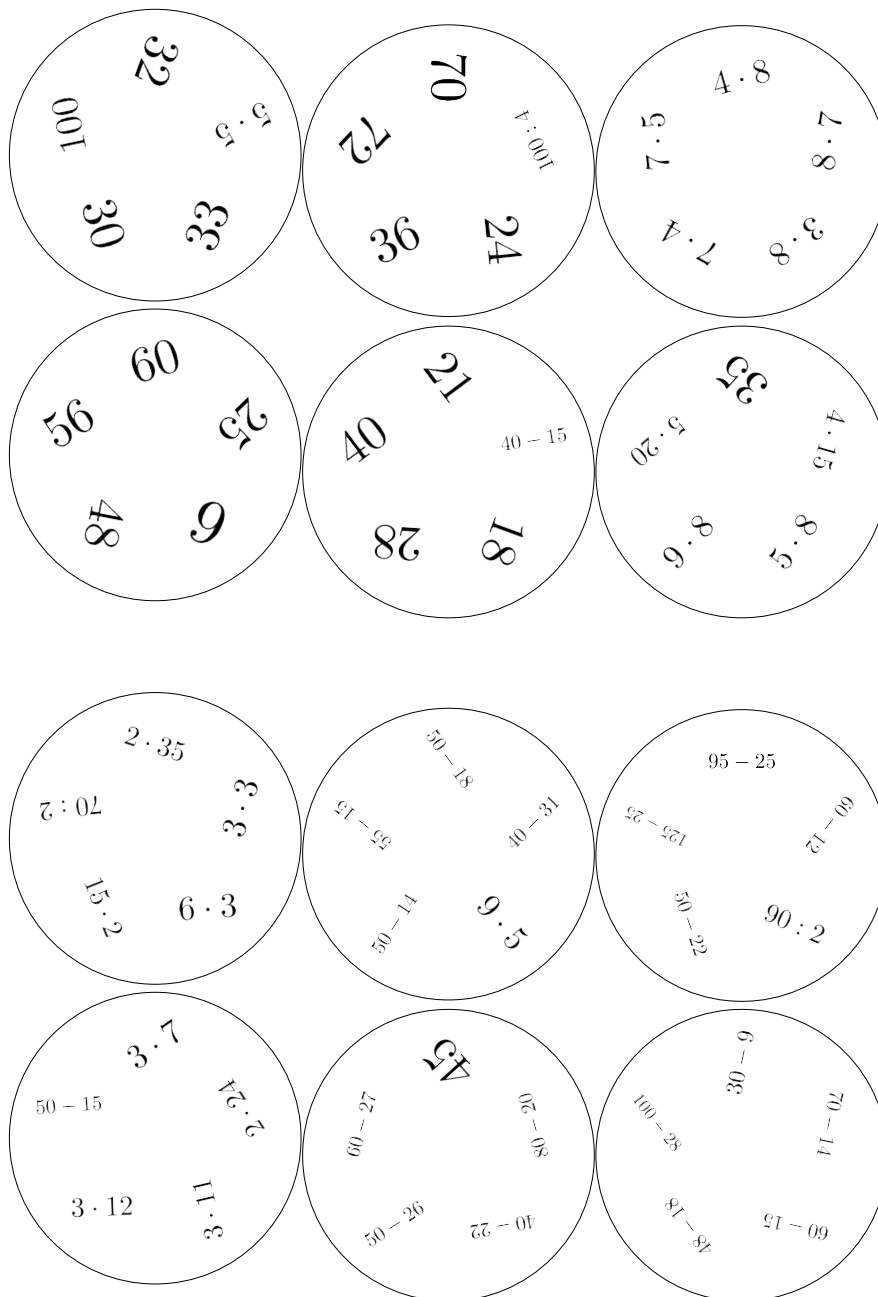 32
5 · 5
33
30
100
70
100 : 4
24
36
72
4 · 8
7 · 8
3 · 8
7 · 4
7 · 5
60
25
9
48
56
21
40 − 15
18
28
40
35
4 · 15
5 · 8
9 · 8
5 · 20
2 · 35
3 · 3
6 · 3
15 · 2
70 : 2
50 − 18
40 − 31
9 · 5
50 − 14
55 − 15
95 − 25
60 − 12
90 : 2
50 − 22
125 − 25
3 · 7
2 · 24
3 · 11
3 · 12
50 − 15
45
80 − 20
40 − 22
50 − 26
60 − 27
30 − 9
70 − 14
60 − 15
48 − 18
100 − 28